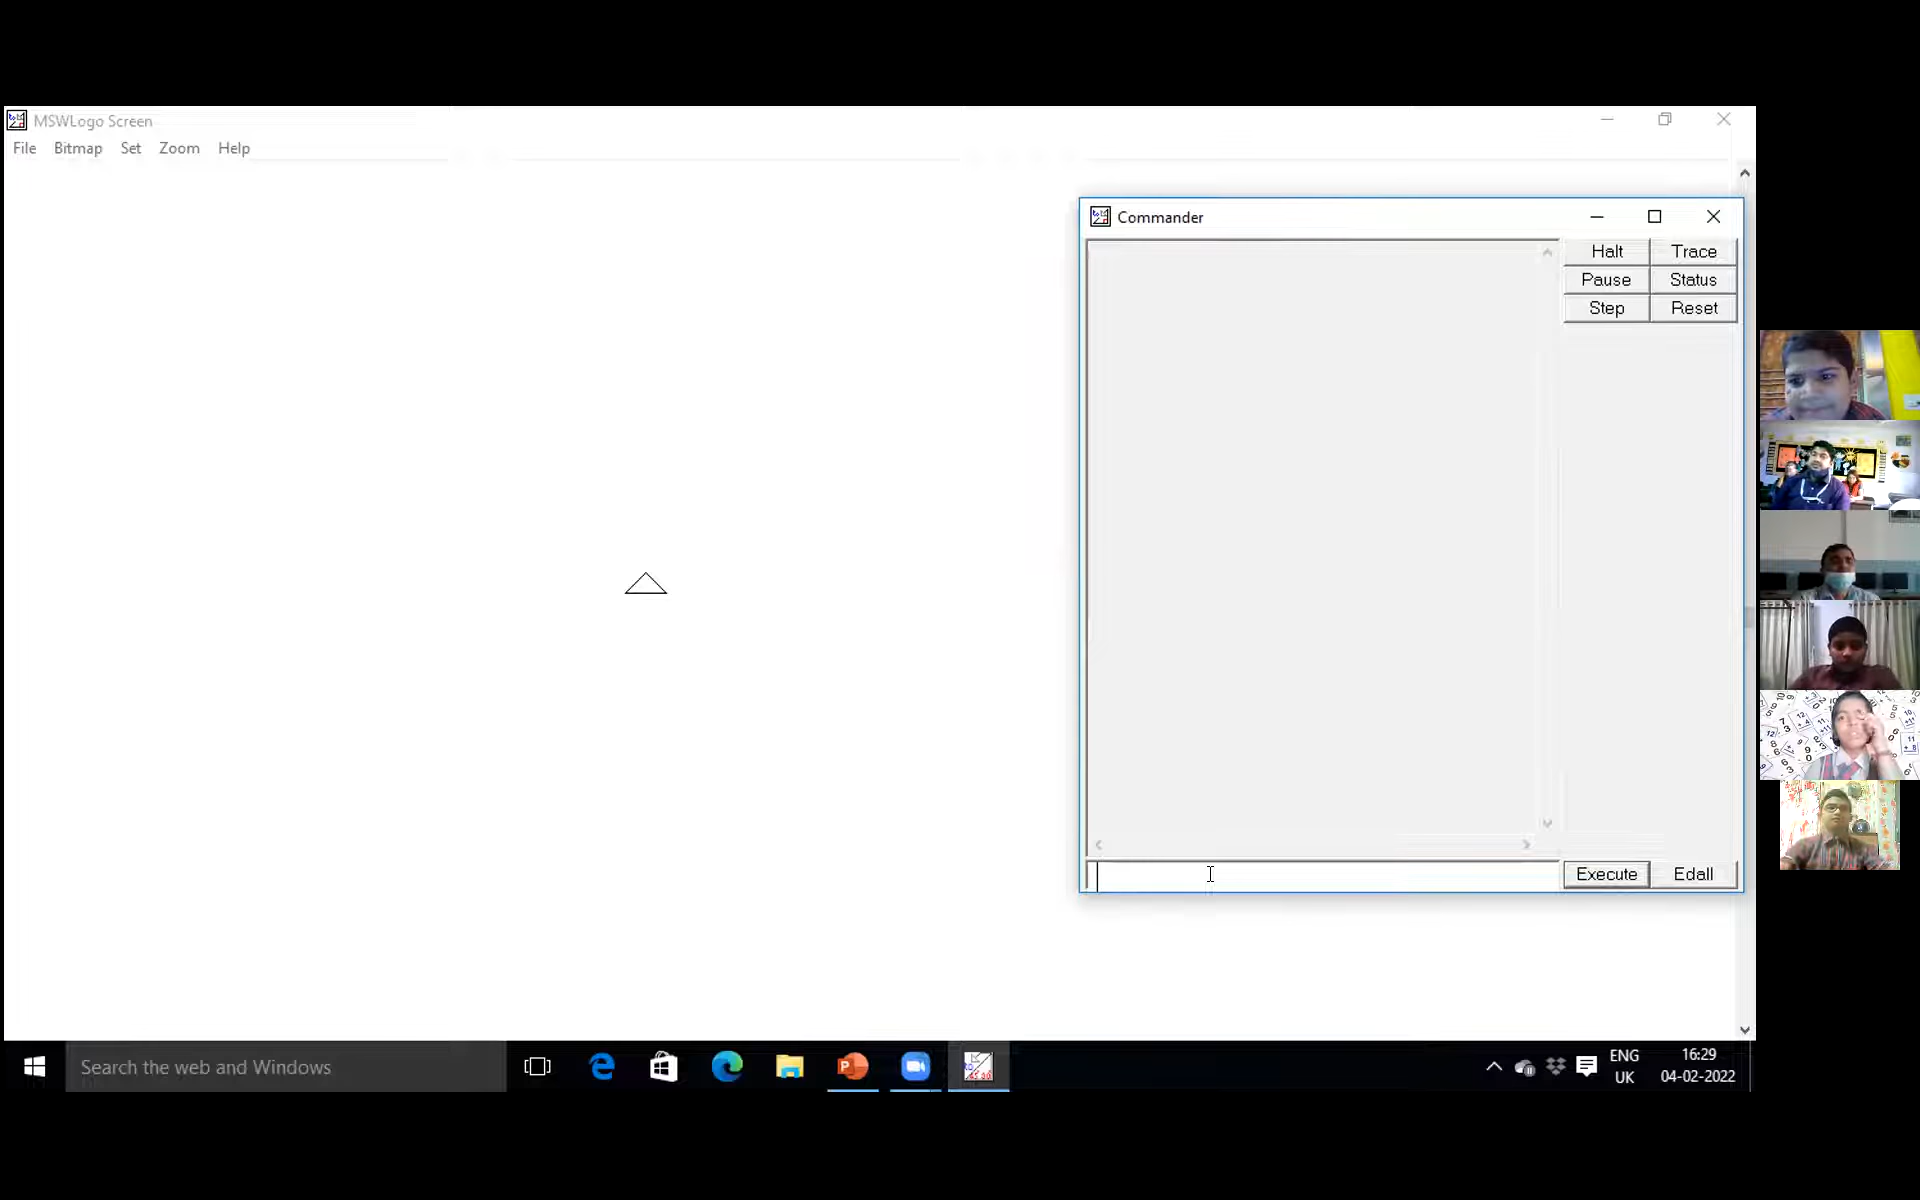 MSWLogo Screen
File Bitmap Set Zoom Help
Commander
Halt Trace
Pause Status
Step Reset
Execute Edall
Search the web and Windows
ENG
UK
16:29
04-02-2022